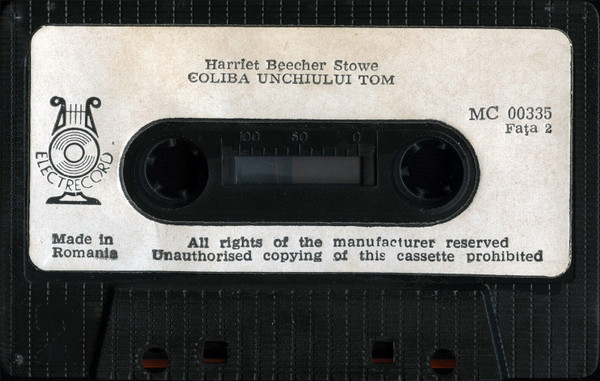 Harriet Beecher Stowe
COLIBA UNCHIULUI TOM
MC 00335
Fața 2
100 50 0
ELECTRECORD
Made in
Romania
All rights of the manufacturer reserved
Unauthorised copying of this cassette prohibited